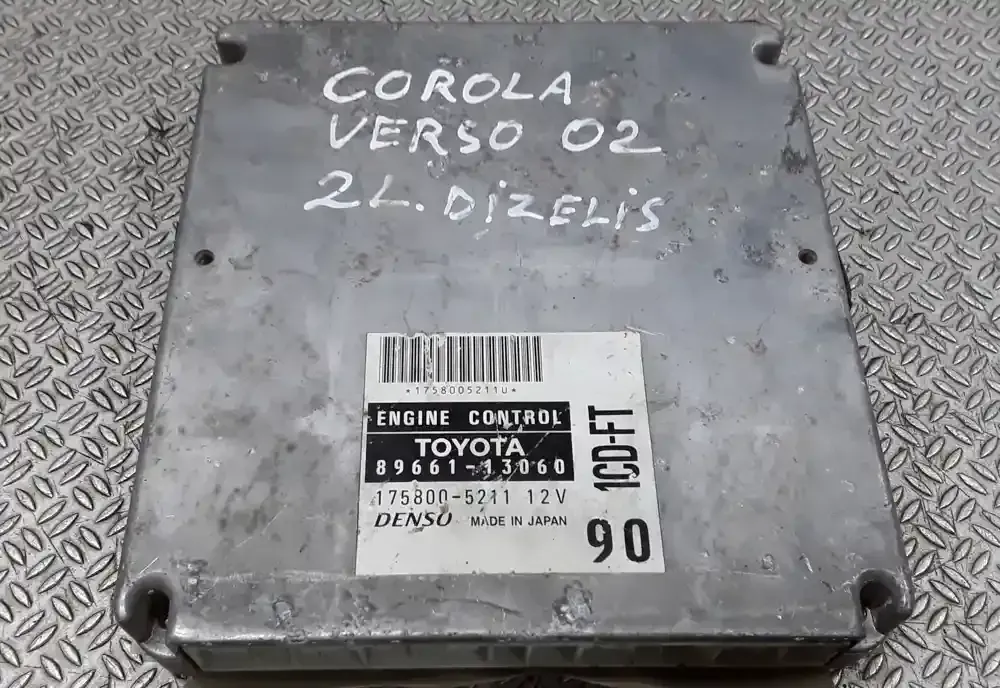 COROLA
VERSO 02
2L. DiZELiS
*1758005211U*
ENGINE CONTROL
TOYOTA
89661-13060
175800-5211 12V
DENSO MADE IN JAPAN
1CD-FT
90